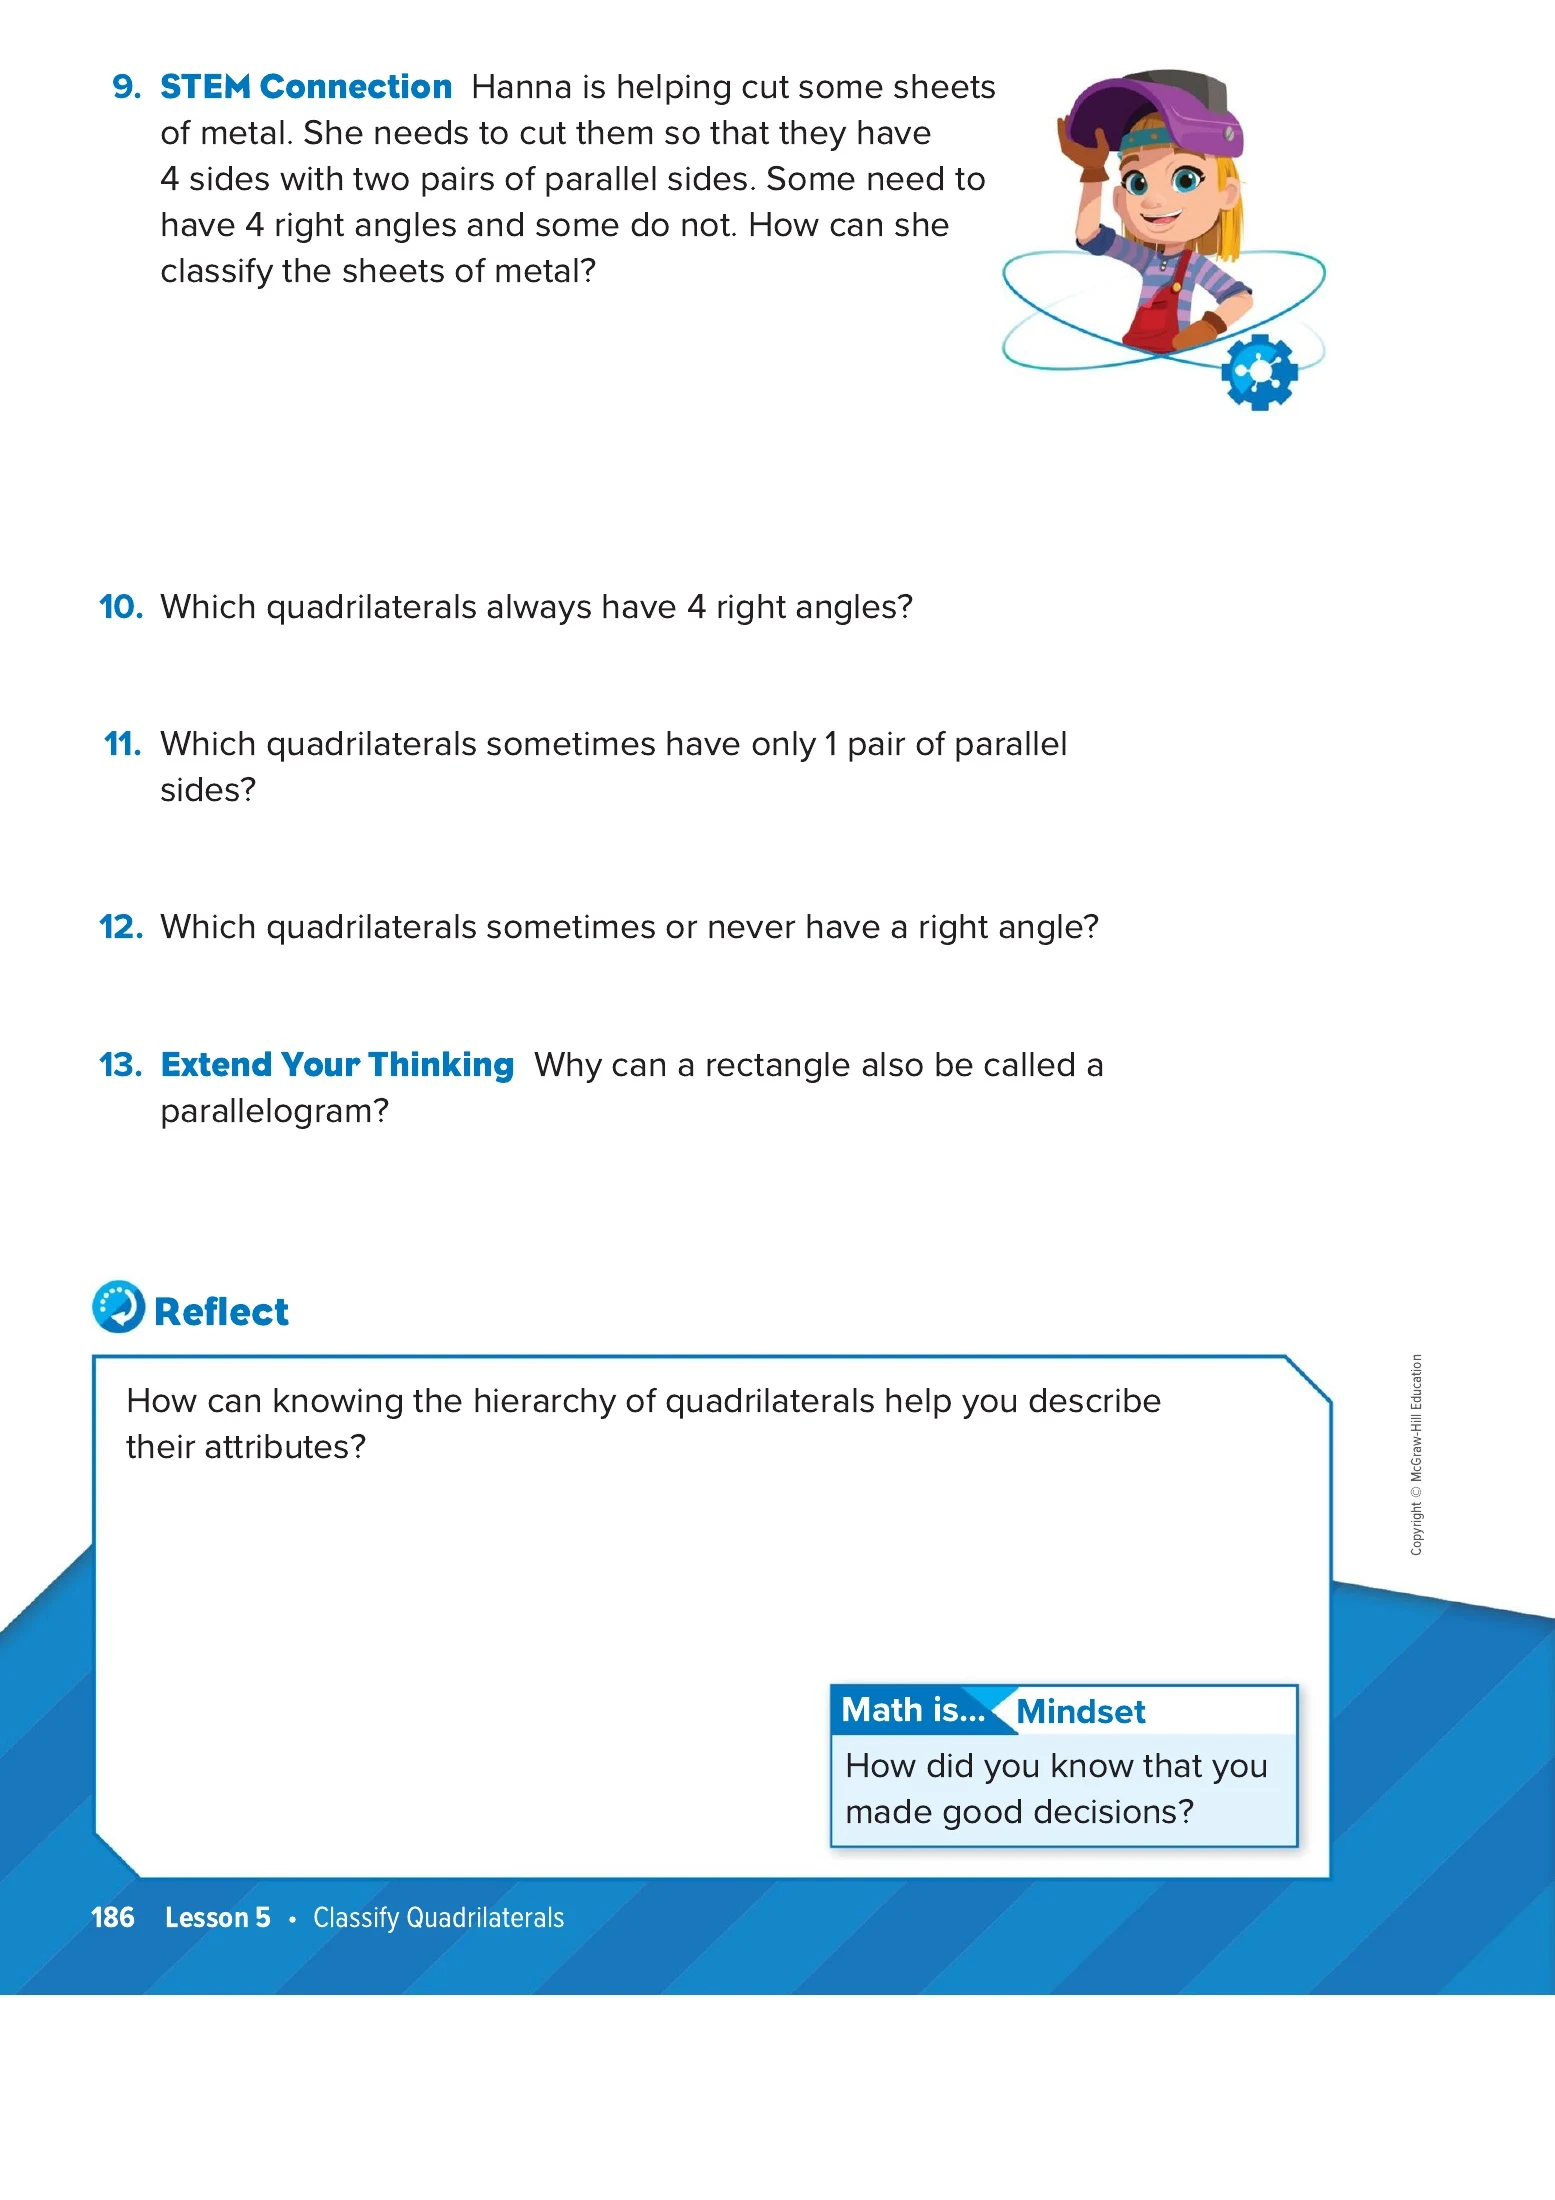 9. STEM Connection Hanna is helping cut some sheets
of metal. She needs to cut them so that they have
4 sides with two pairs of parallel sides. Some need to
have 4 right angles and some do not. How can she
classify the sheets of metal?
10. Which quadrilaterals always have 4 right angles?
11. Which quadrilaterals sometimes have only 1 pair of parallel
sides?
12. Which quadrilaterals sometimes or never have a right angle?
13. Extend Your Thinking Why can a rectangle also be called a
parallelogram?
Reflect
How can knowing the hierarchy of quadrilaterals help you describe
their attributes?
Math is... Mindset
How did you know that you
made good decisions?
Copyright © McGraw-Hill Education
186 Lesson 5 • Classify Quadrilaterals